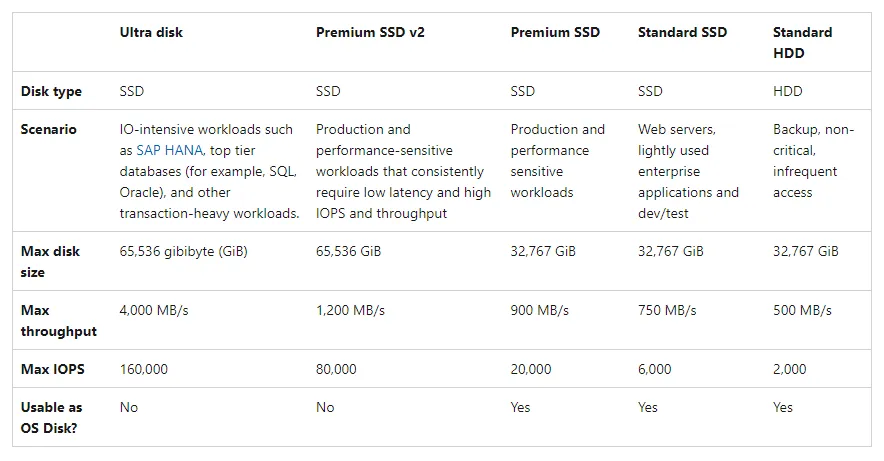 Ultra disk Premium SSD v2 Premium SSD Standard SSD Standard
HDD
Disk type SSD SSD SSD SSD HDD
Scenario IO-intensive workloads such Production and Production and Web servers, Backup, non-
as SAP HANA, top tier performance-sensitive performance lightly used critical,
databases (for example, SQL, workloads that consistently sensitive enterprise infrequent
Oracle), and other require low latency and high workloads applications and access
transaction-heavy workloads. IOPS and throughput dev/test
Max disk 65,536 gibibyte (GiB) 65,536 GiB 32,767 GiB 32,767 GiB 32,767 GiB
size
Max 4,000 MB/s 1,200 MB/s 900 MB/s 750 MB/s 500 MB/s
throughput
Max IOPS 160,000 80,000 20,000 6,000 2,000
Usable as No No Yes Yes Yes
OS Disk?